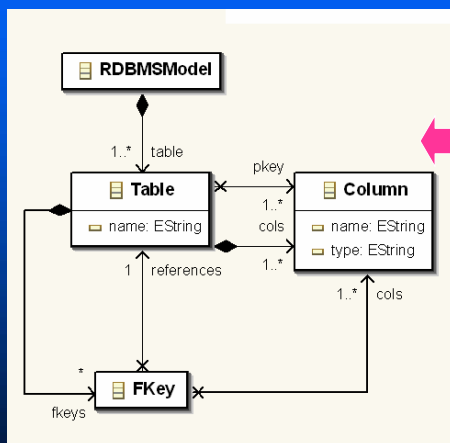 RDBMSModel
1..* table
pkey
Table
Column
1..*
name: EString
cols
name: EString
type: EString
1..*
1 references
1..* cols
*
FKey
fkeys